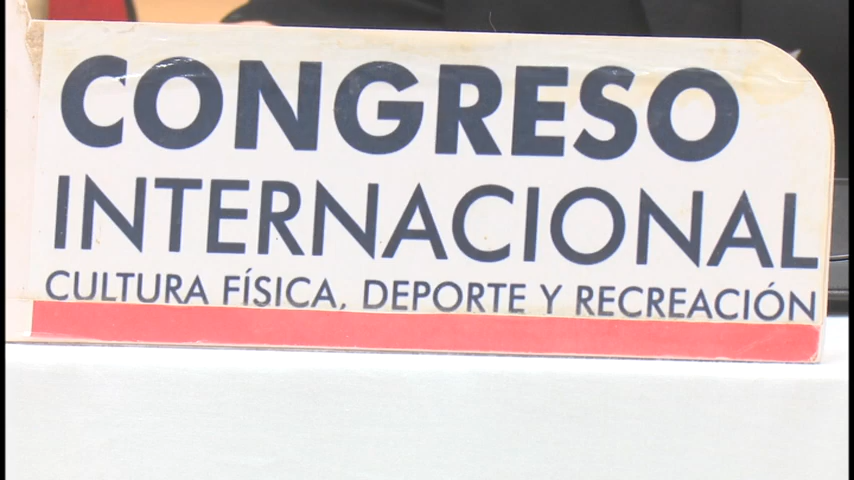 CONGRESO
INTERNACIONAL
CULTURA FÍSICA, DEPORTE Y RECREACIÓN